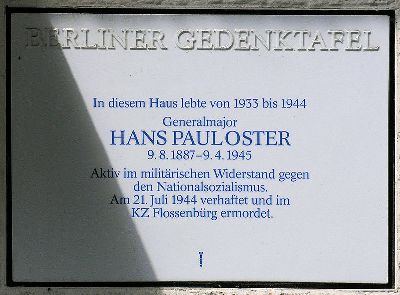 BERLINER GEDENKTAFEL
In diesem Haus lebte von 1933 bis 1944
Generalmajor
HANS PAUL OSTER
9. 8. 1887–9. 4. 1945
Aktiv im militärischen Widerstand gegen
den Nationalsozialismus.
Am 21. Juli 1944 verhaftet und im
KZ Flossenbürg ermordet.